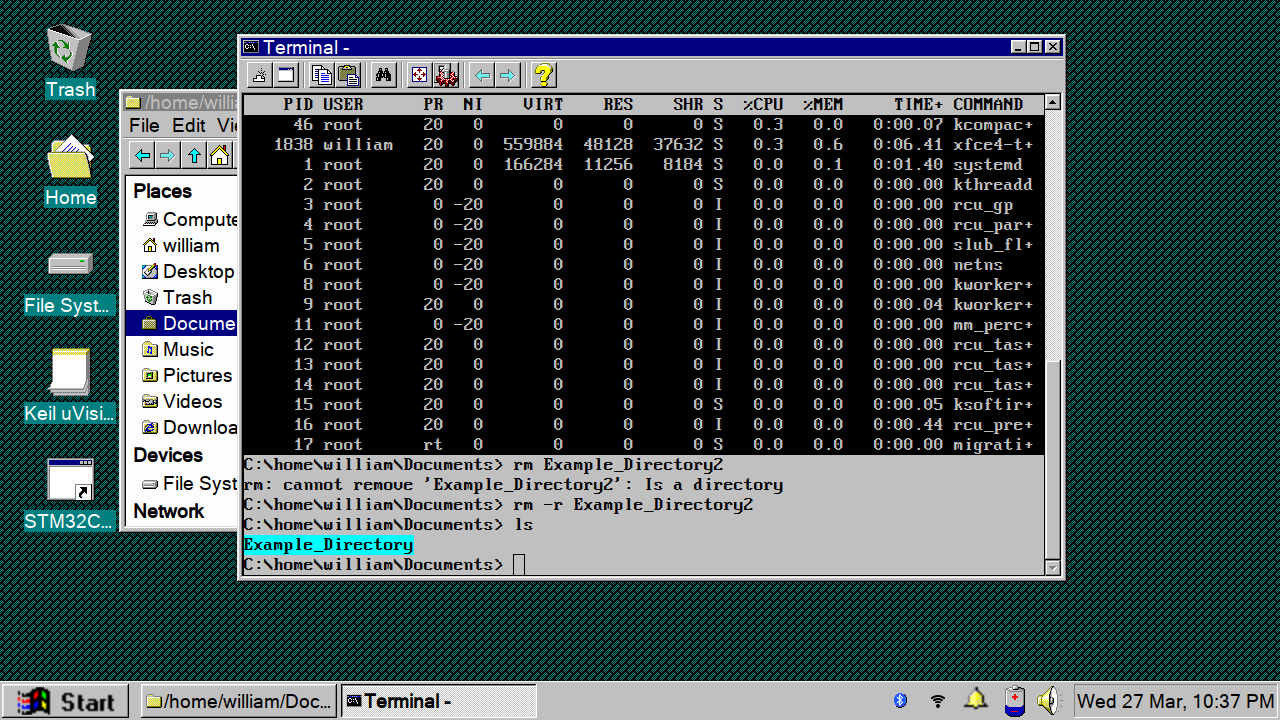 Trash
Home
File Syst...
Keil uVisi...
STM32C...
/home/willia
File Edit Vi
Places
Compute
william
Desktop
Trash
Docume
Music
Pictures
Videos
Downloa
Devices
File Syst
Network
Terminal -
PID USER PR NI VIRT RES SHR S %CPU %MEM TIME+ COMMAND
46 root 20 0 0 0 0 S 0.3 0.0 0:00.07 kcompac+
1838 william 20 0 559884 48128 37632 S 0.3 0.6 0:06.41 xfce4-t+
1 root 20 0 166284 11256 8184 S 0.0 0.1 0:01.40 systemd
2 root 20 0 0 0 0 S 0.0 0.0 0:00.00 kthreadd
3 root 0 -20 0 0 0 I 0.0 0.0 0:00.00 rcu_gp
4 root 0 -20 0 0 0 I 0.0 0.0 0:00.00 rcu_par+
5 root 0 -20 0 0 0 I 0.0 0.0 0:00.00 slub_fl+
6 root 0 -20 0 0 0 I 0.0 0.0 0:00.00 netns
8 root 0 -20 0 0 0 I 0.0 0.0 0:00.00 kworker+
9 root 20 0 0 0 0 I 0.0 0.0 0:00.04 kworker+
11 root 0 -20 0 0 0 I 0.0 0.0 0:00.00 mm_perc+
12 root 20 0 0 0 0 I 0.0 0.0 0:00.00 rcu_tas+
13 root 20 0 0 0 0 I 0.0 0.0 0:00.00 rcu_tas+
14 root 20 0 0 0 0 I 0.0 0.0 0:00.00 rcu_tas+
15 root 20 0 0 0 0 S 0.0 0.0 0:00.05 ksoftir+
16 root 20 0 0 0 0 I 0.0 0.0 0:00.44 rcu_pre+
17 root rt 0 0 0 0 S 0.0 0.0 0:00.00 migrati+
C:\home\william\Documents> rm Example_Directory2
rm: cannot remove 'Example_Directory2': Is a directory
C:\home\william\Documents> rm -r Example_Directory2
C:\home\william\Documents> ls
Example_Directory
C:\home\william\Documents>
Start
/home/william/Doc...
Terminal -
Wed 27 Mar, 10:37 PM